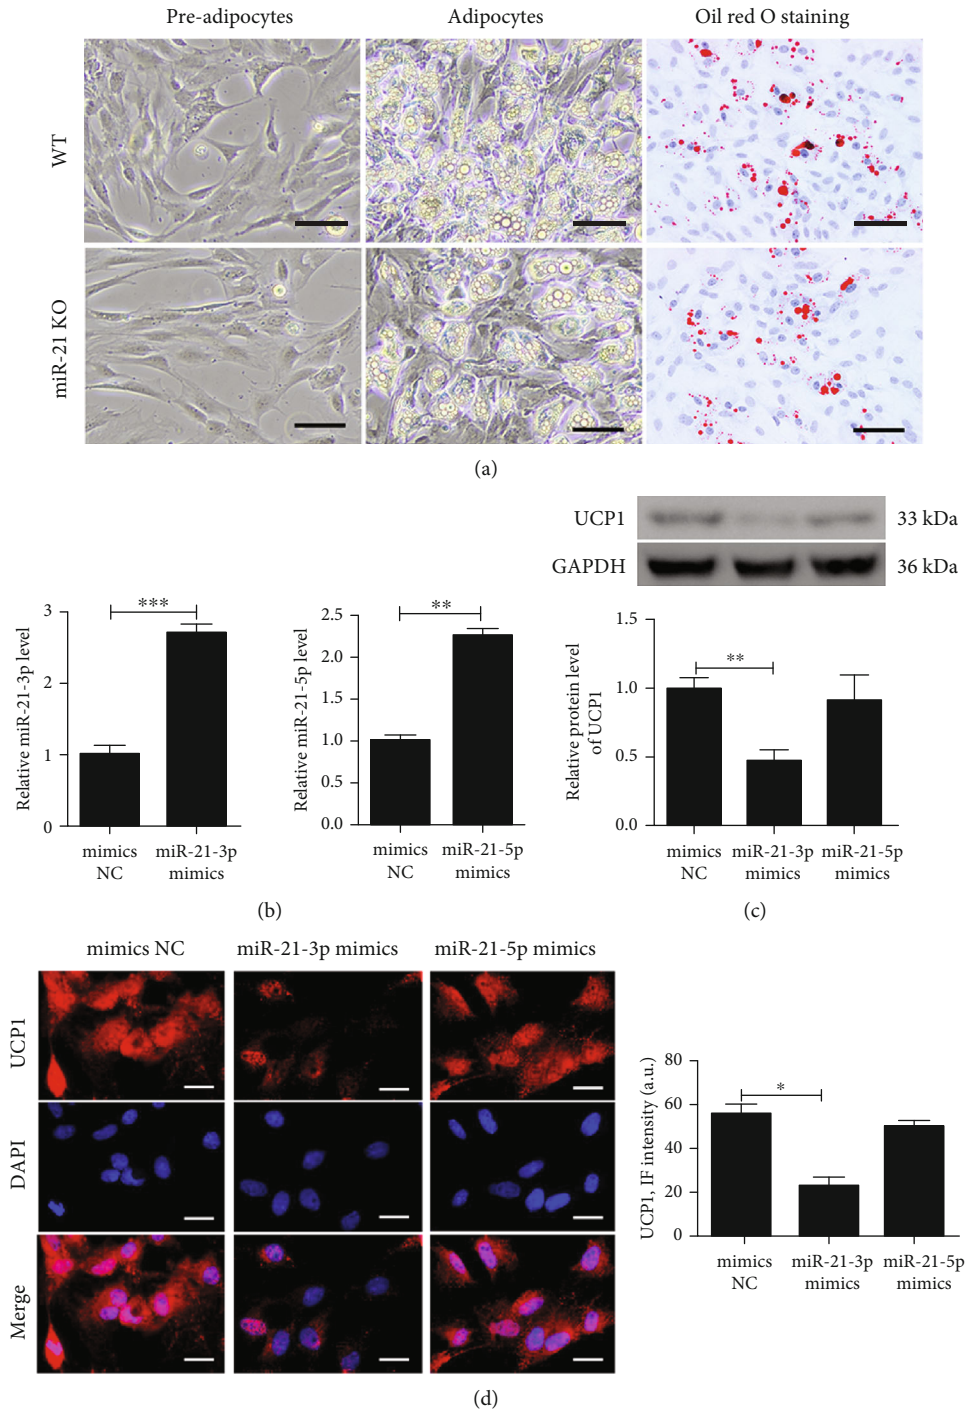 Pre-adipocytes
Adipocytes
Oil red O staining
WT
miR-21 KO
(a)
UCP1
33 kDa
GAPDH
36 kDa
Relative miR-21-3p level
3
2
1
0
***
mimics
NC
miR-21-3p
mimics
Relative miR-21-5p level
2.5
2.0
1.5
1.0
0.5
0.0
**
mimics
NC
miR-21-5p
mimics
(b)
Relative protein level
of UCP1
1.5
1.0
0.5
0.0
**
mimics
NC
miR-21-3p
mimics
miR-21-5p
mimics
(c)
mimics NC
miR-21-3p mimics
miR-21-5p mimics
UCP1
DAPI
Merge
UCP1, IF intensity (a.u.)
80
60
40
20
0
*
mimics
NC
miR-21-3p
mimics
miR-21-5p
mimics
(d)